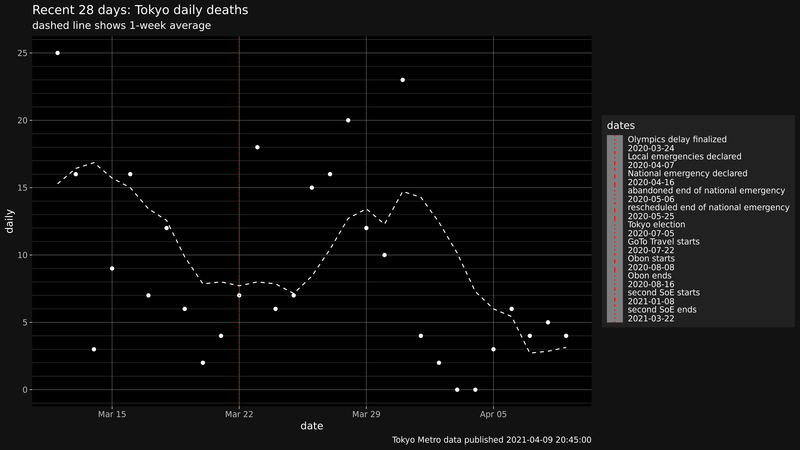 Recent 28 days: Tokyo daily deaths
dashed line shows 1-week average
25
20
15
10
5
0
daily
Mar 15
Mar 22
Mar 29
Apr 05
date
dates
Olympics delay finalized
2020-03-24
Local emergencies declared
2020-04-07
National emergency declared
2020-04-16
abandoned end of national emergency
2020-05-06
rescheduled end of national emergency
2020-05-25
Tokyo election
2020-07-05
GoTo Travel starts
2020-07-22
Obon starts
2020-08-08
Obon ends
2020-08-16
second SoE starts
2021-01-08
second SoE ends
2021-03-22
Tokyo Metro data published 2021-04-09 20:45:00